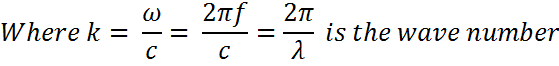 Where k = ω/c = 2πf/c = 2π/λ is the wave number